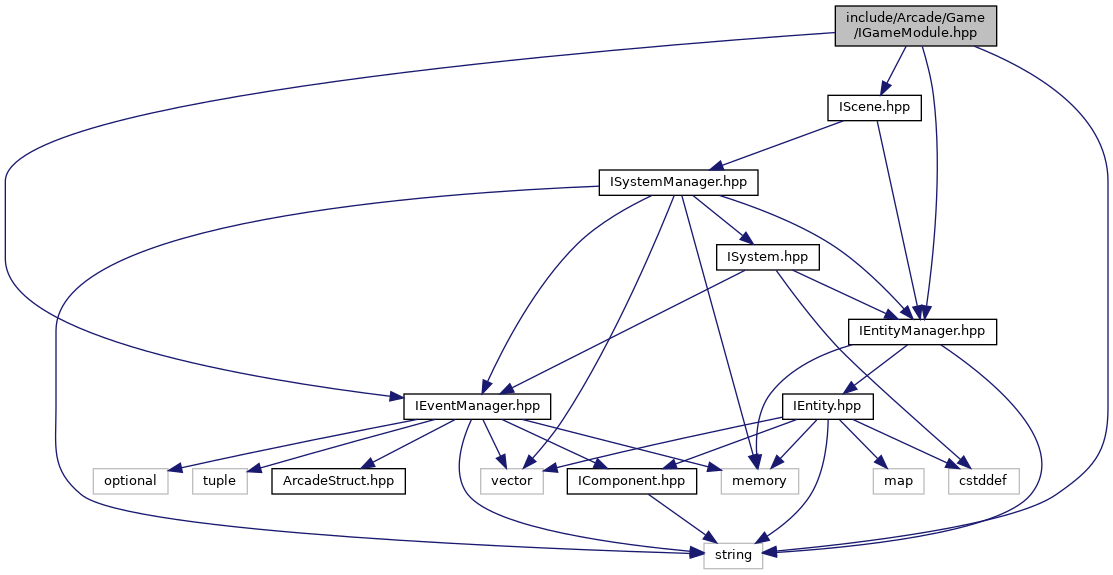 include/Arcade/Game
/IGameModule.hpp
IScene.hpp
ISystemManager.hpp
ISystem.hpp
IEntityManager.hpp
IEventManager.hpp
IEntity.hpp
optional
tuple
ArcadeStruct.hpp
vector
IComponent.hpp
memory
map
cstddef
string